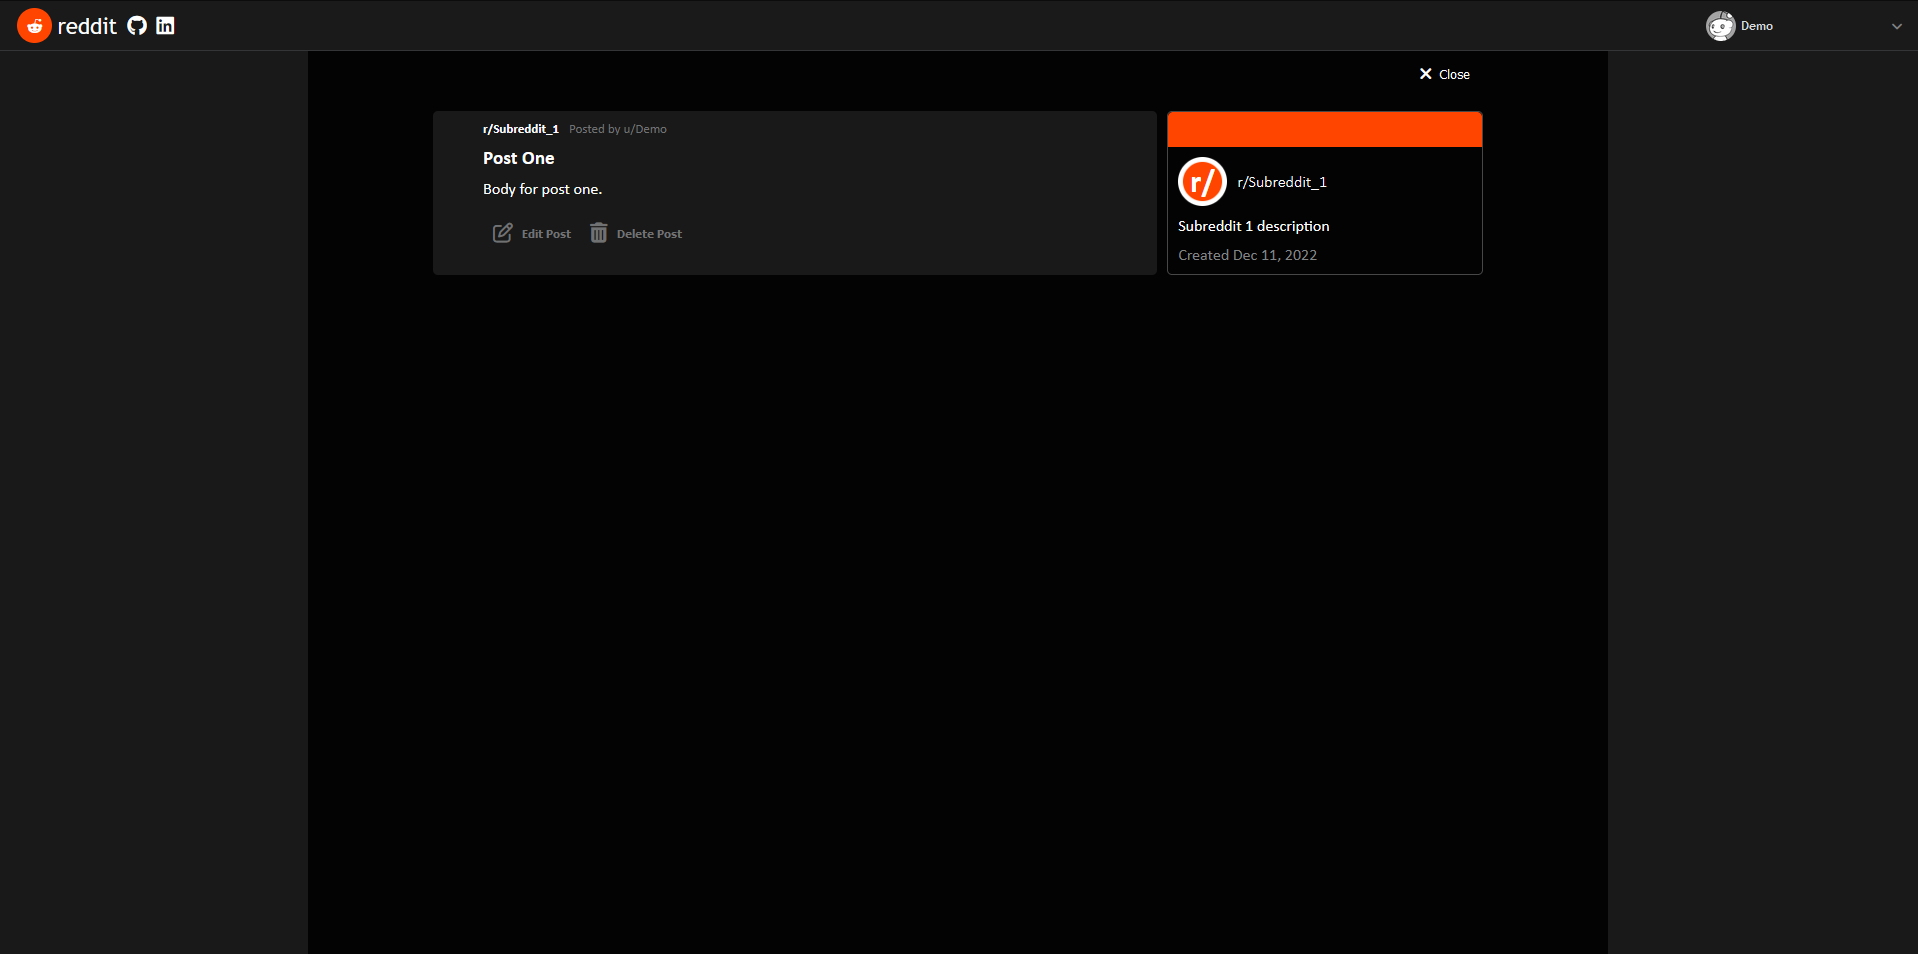 reddit
in
Demo
Close
r/Subreddit_1 Posted by u/Demo
Post One
Body for post one.
Edit Post Delete Post
r/
r/Subreddit_1
Subreddit 1 description
Created Dec 11, 2022